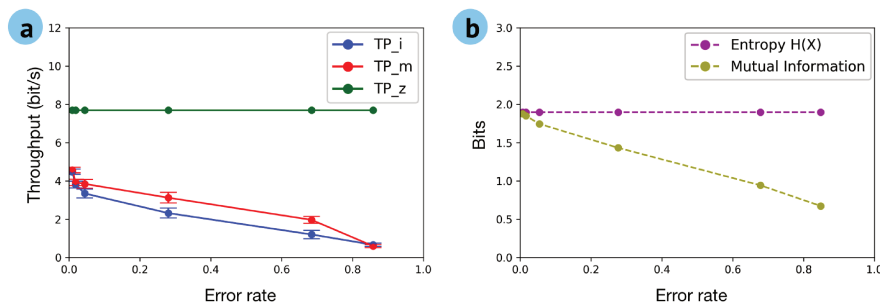 a
12
10
8
6
4
2
0
0.0 0.2 0.4 0.6 0.8 1.0
Throughput (bit/s)
Error rate
TP_i
TP_m
TP_z
b
3.0
2.5
2.0
1.5
1.0
0.5
0.0
0.0 0.2 0.4 0.6 0.8 1.0
Bits
Error rate
Entropy H(X)
Mutual Information